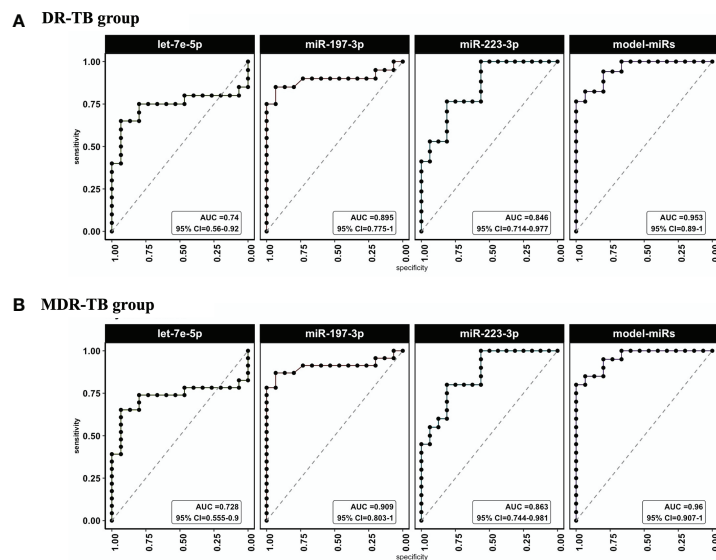 A DR-TB group
let-7e-5p miR-197-3p miR-223-3p model-miRs
sensitivity
1.00
0.75
0.50
0.25
0.00
AUC =0.74
95% CI=0.56-0.92
AUC =0.895
95% CI=0.775-1
AUC =0.846
95% CI=0.714-0.977
AUC =0.953
95% CI=0.89-1
1.00 0.75 0.50 0.25 0.00 1.00 0.75 0.50 0.25 0.00 1.00 0.75 0.50 0.25 0.00 1.00 0.75 0.50 0.25 0.00
specificity
B MDR-TB group
let-7e-5p miR-197-3p miR-223-3p model-miRs
sensitivity
1.00
0.75
0.50
0.25
0.00
AUC =0.728
95% CI=0.555-0.9
AUC =0.909
95% CI=0.803-1
AUC =0.863
95% CI=0.744-0.981
AUC =0.96
95% CI=0.907-1
1.00 0.75 0.50 0.25 0.00 1.00 0.75 0.50 0.25 0.00 1.00 0.75 0.50 0.25 0.00 1.00 0.75 0.50 0.25 0.00
specificity